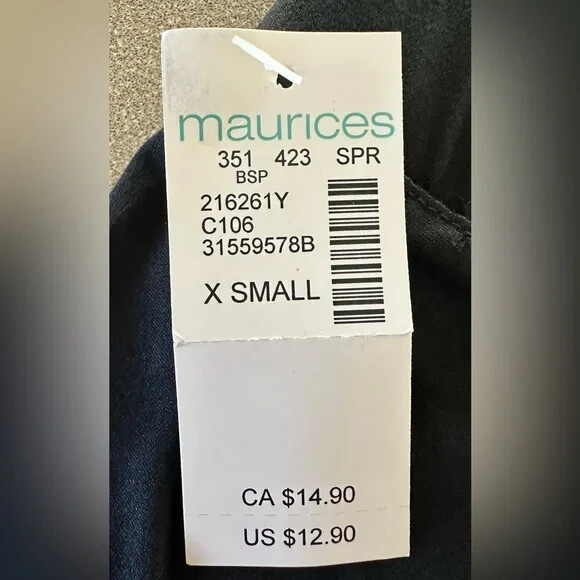 maurices
351 423 SPR
BSP
216261Y
C106
31559578B
X SMALL
CA $14.90
US $12.90